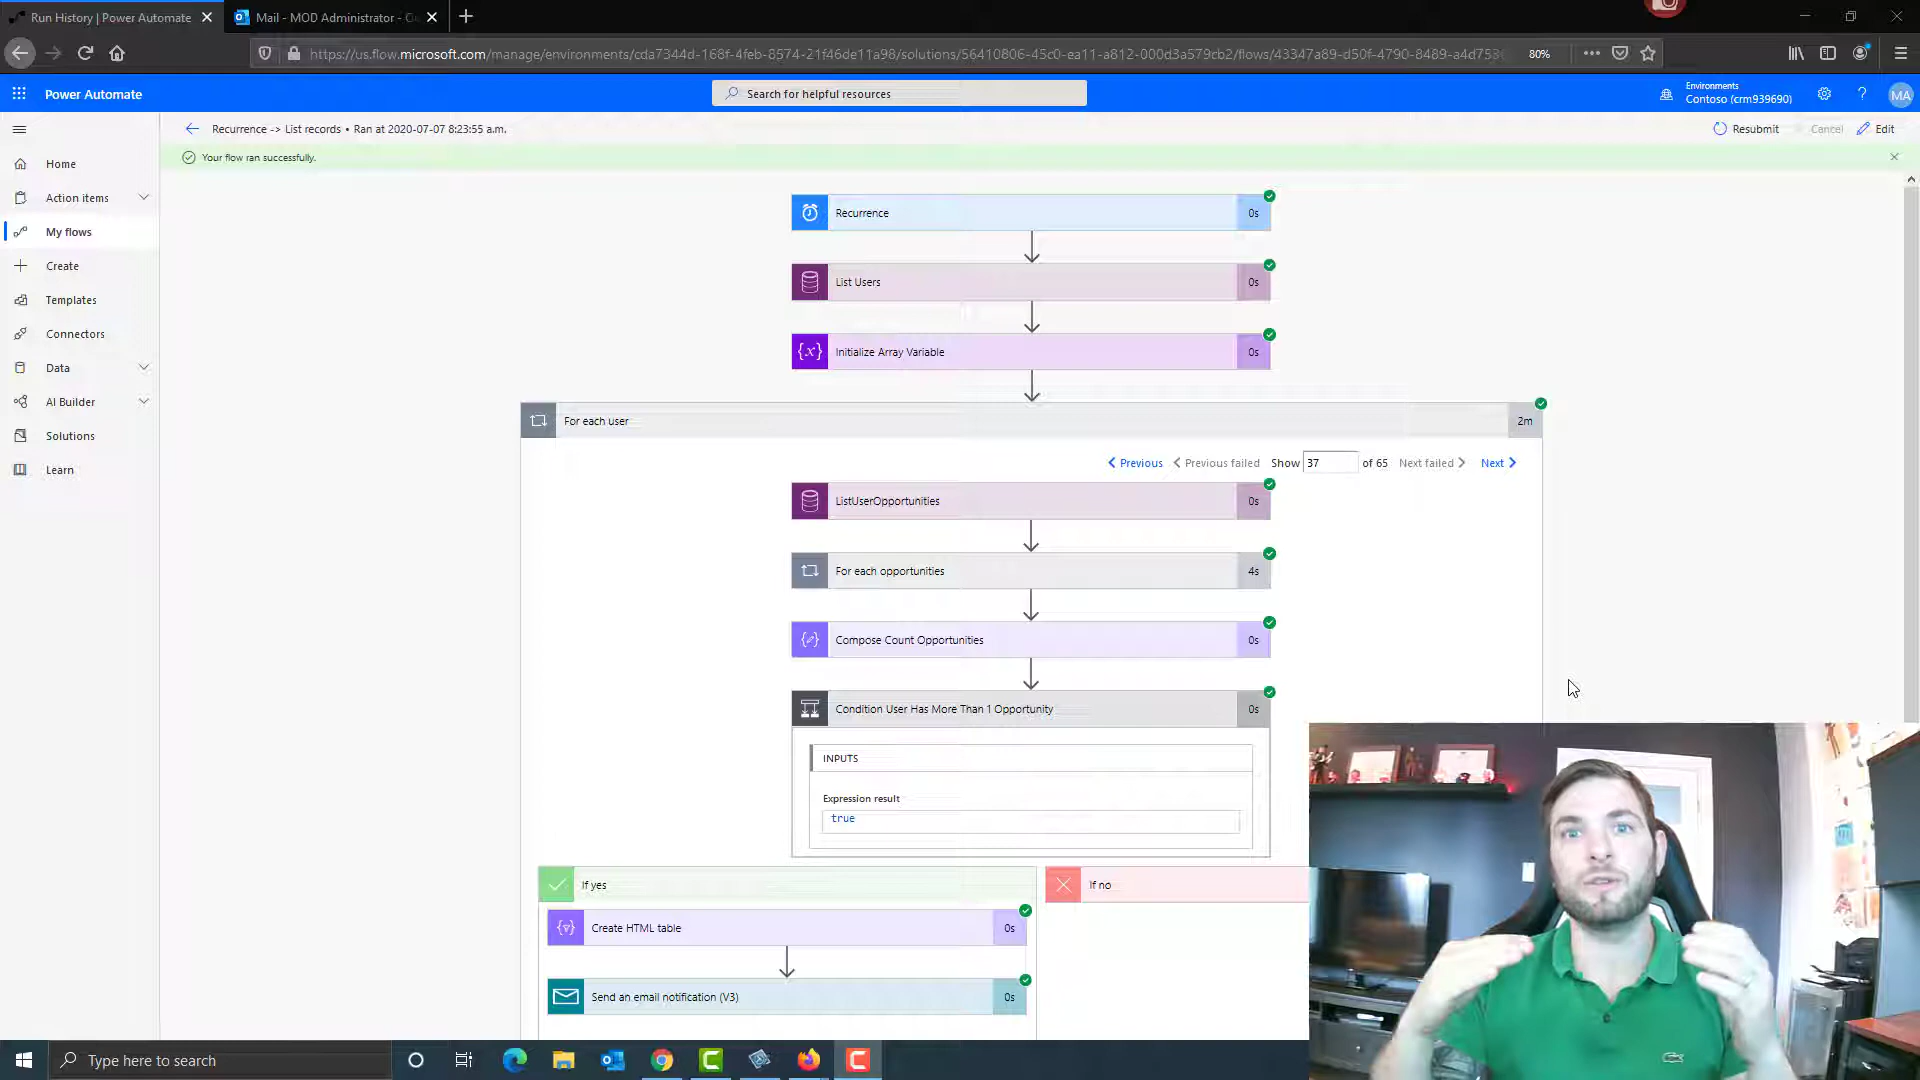 Run History | Power Automate
Mail - MOD Administrator -
https://us.flow.microsoft.com/manage/environments/cda7344d-168f-4feb-8574-21f46de11a98/solutions/56410806-45c0-ea11-a812-000d3a579cb2/flows/43347a89-d50f-4790-8489-a4d753
80%
Power Automate
Search for helpful resources
Environments
Contoso (crm939690)
MA
Recurrence -> List records • Ran at 2020-07-07 8:23:55 a.m.
Resubmit
Cancel
Edit
Your flow ran successfully.
Home
Action items
My flows
Create
Templates
Connectors
Data
AI Builder
Solutions
Learn
Recurrence
0s
List Users
0s
Initialize Array Variable
0s
For each user
2m
Previous
Previous failed
Show 37 of 65
Next failed
Next
ListUserOpportunities
0s
For each opportunities
4s
Compose Count Opportunities
0s
Condition User Has More Than 1 Opportunity
0s
INPUTS
Expression result
true
If yes
If no
Create HTML table
0s
Send an email notification (V3)
0s
Type here to search